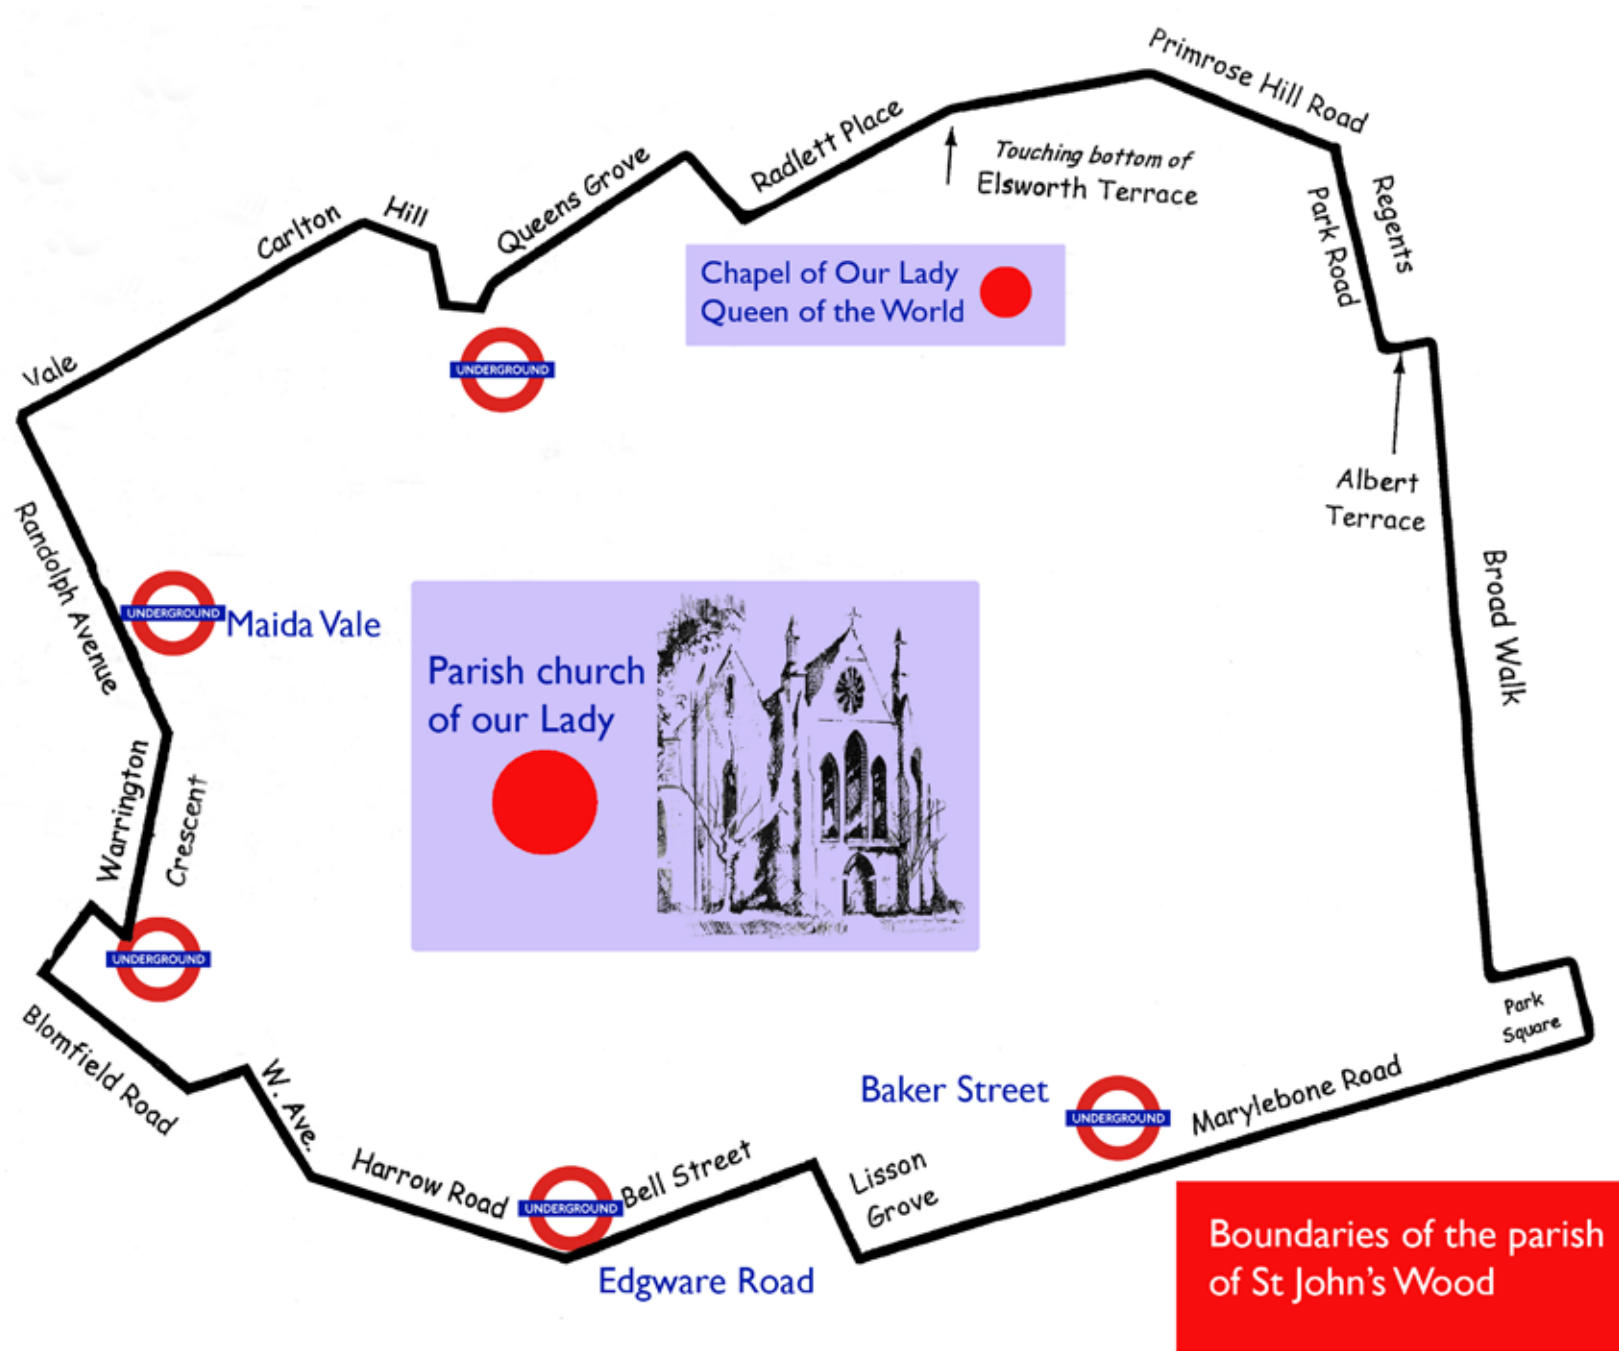 Primrose Hill Road
Radlett Place
Touching bottom of
Elsworth Terrace
Regents
Park Road
Queens Grove
Hill
Carlton
Vale
Chapel of Our Lady
Queen of the World
UNDERGROUND
Albert
Terrace
Randolph Avenue
UNDERGROUND
Maida Vale
Broad Walk
Parish church
of our Lady
Warrington
Crescent
UNDERGROUND
Blomfield Road
Park
Square
W. Ave.
Baker Street
UNDERGROUND
Marylebone Road
Harrow Road
UNDERGROUND
Bell Street
Lisson
Grove
Edgware Road
Boundaries of the parish
of St John's Wood